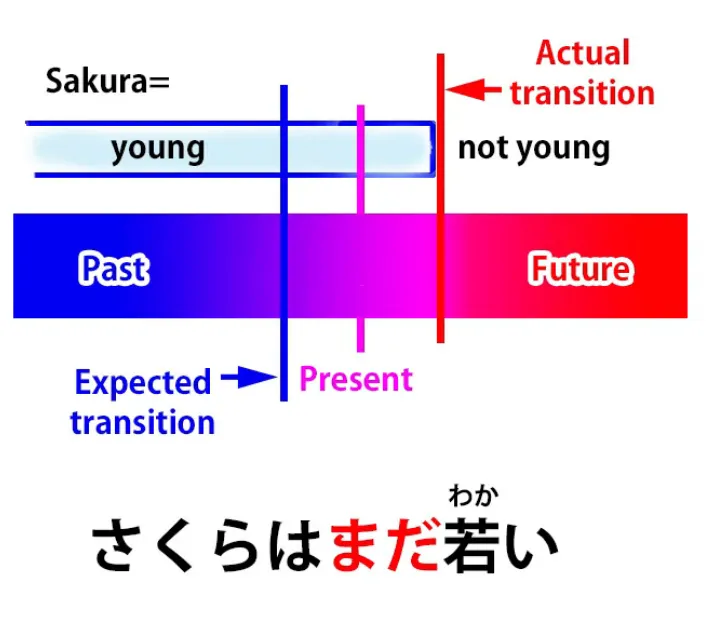 Sakura=
Actual
transition
young
not young
Past
Future
Expected
transition
Present
わか
さくらはまだ若い